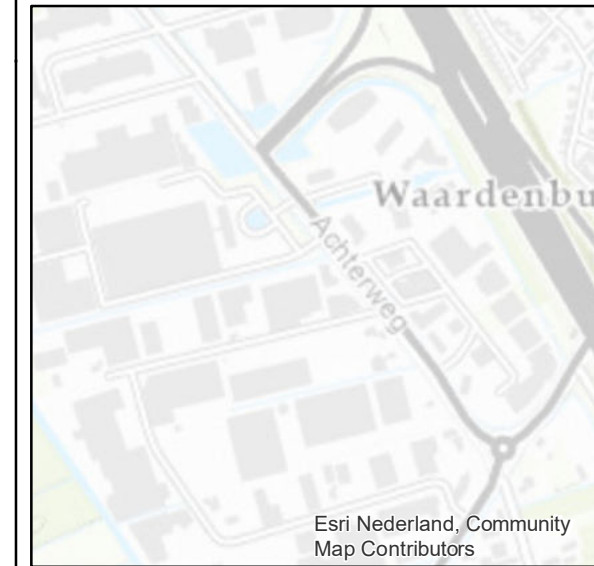 Waardenbu
Achterweg
Esri Nederland, Community
Map Contributors